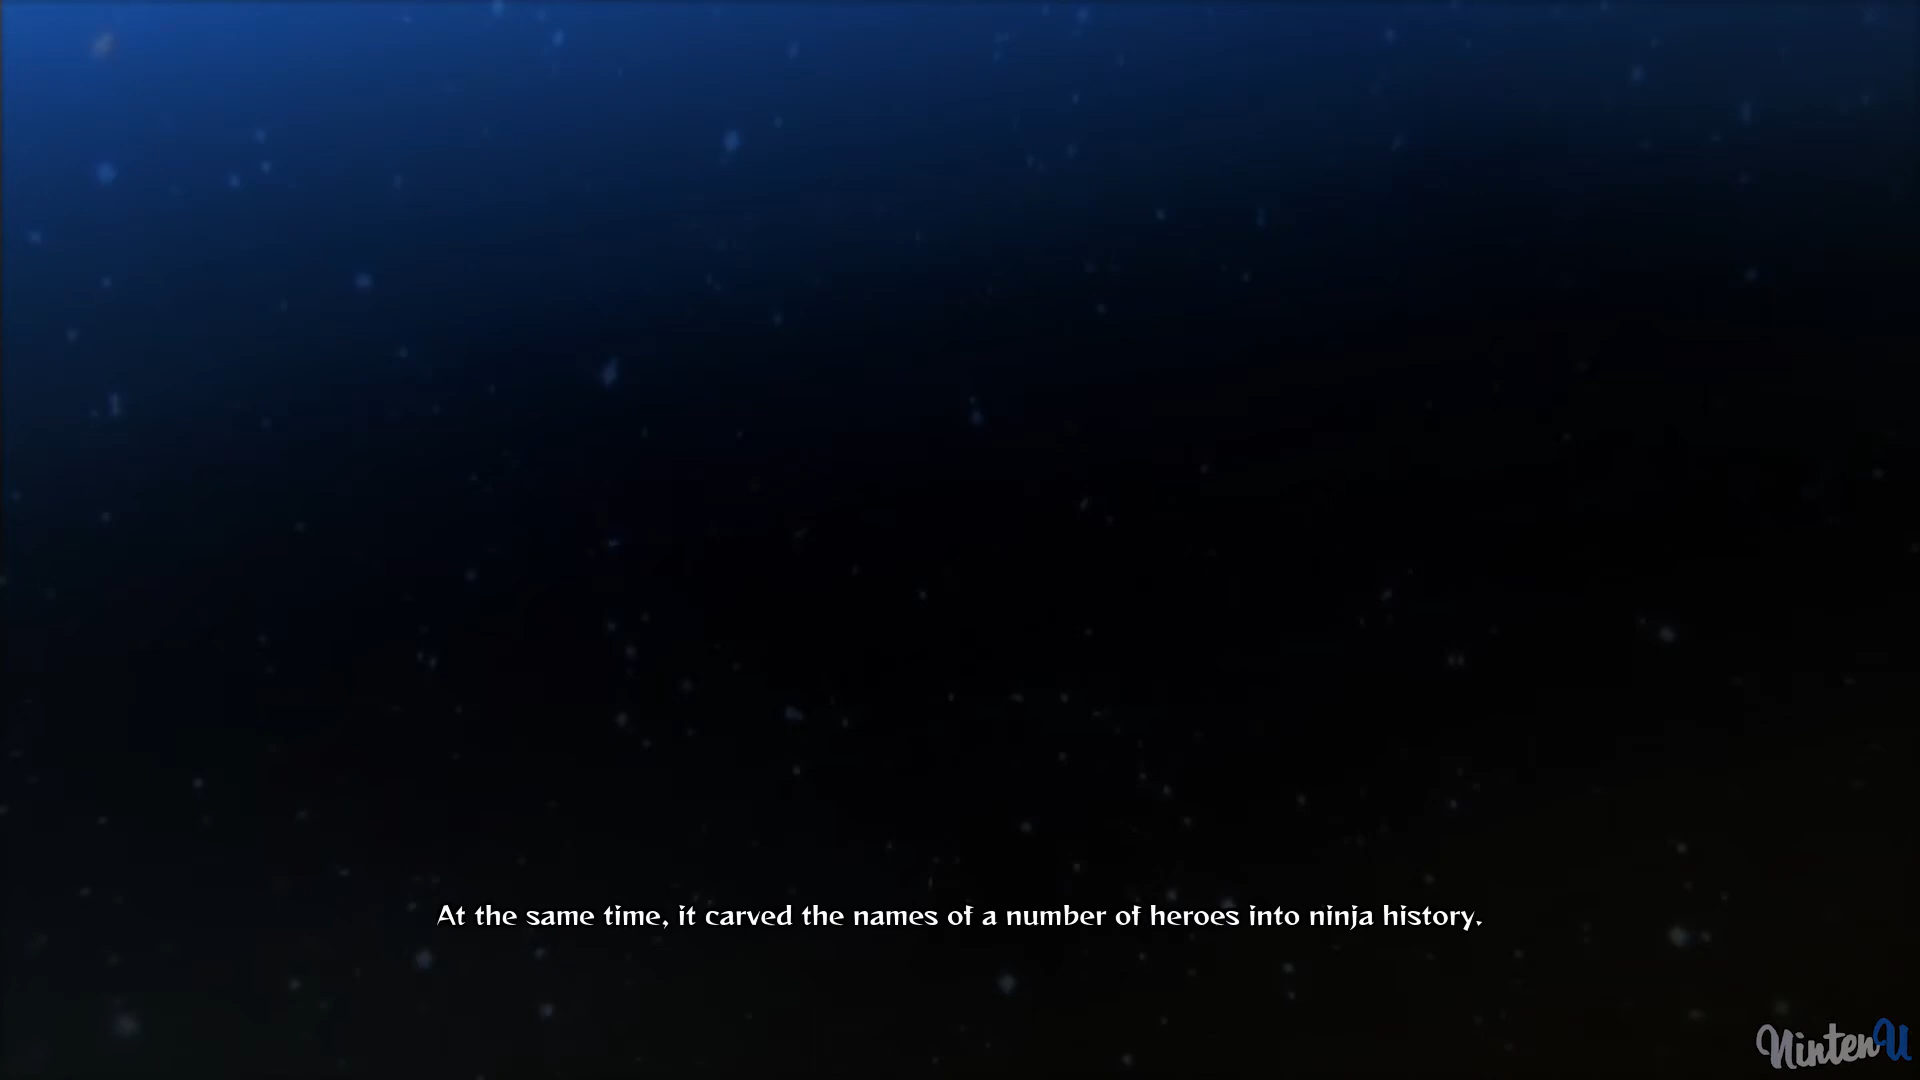 At the same time, it carved the names of a number of heroes into ninja history.
NintenU